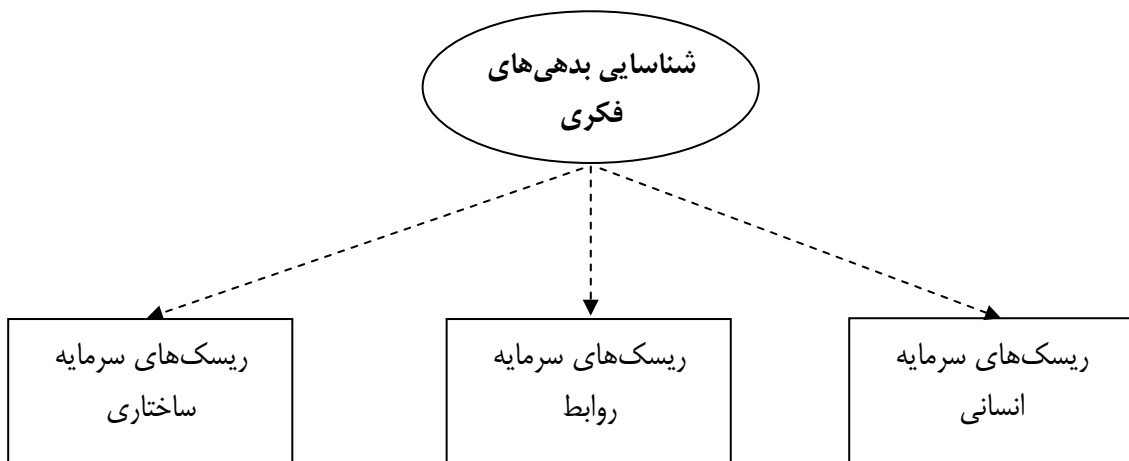 شناسایی بدهی‌های
فکری
ریسک‌های سرمایه
انسانی
ریسک‌های سرمایه
روابط
ریسک‌های سرمایه
ساختاری